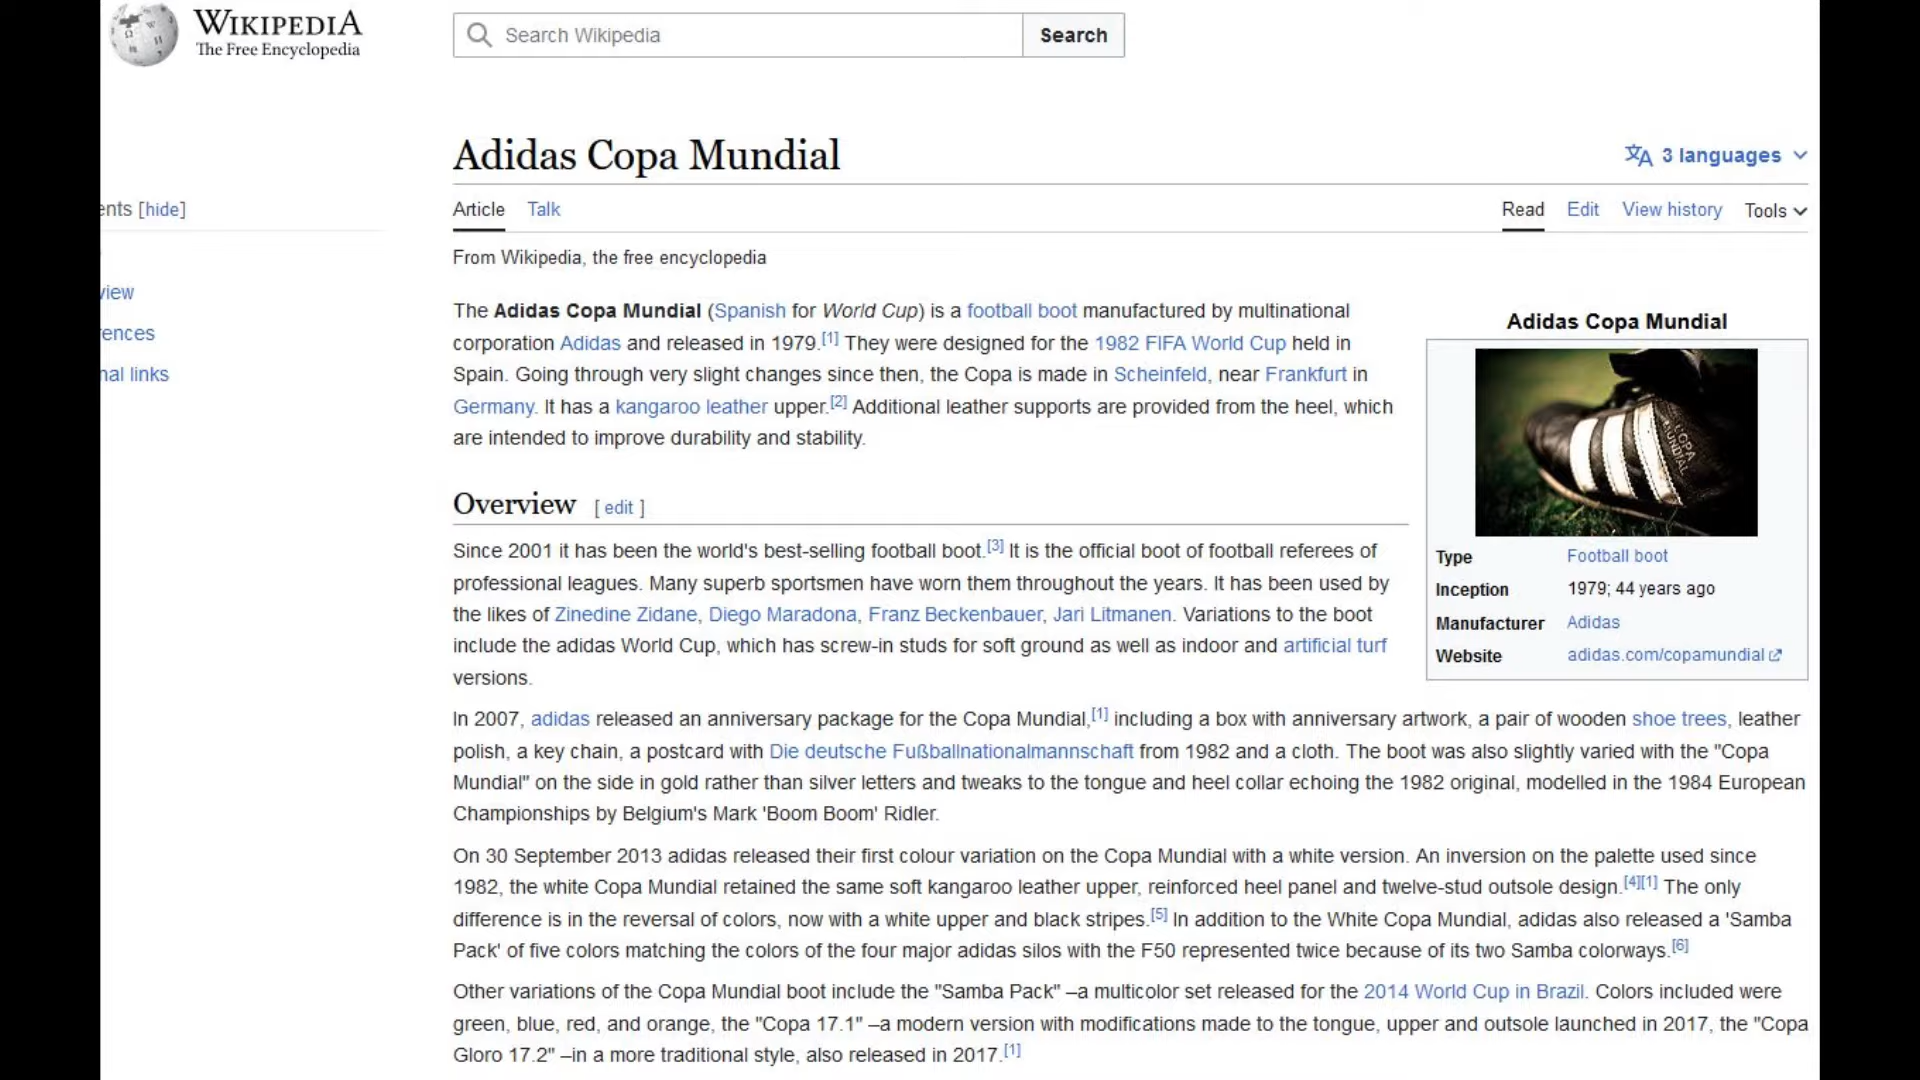 WIKIPEDIA
The Free Encyclopedia
Search Wikipedia
Search
Adidas Copa Mundial
3 languages
ents [hide]
view
rences
nal links
Article Talk
Read Edit View history Tools
From Wikipedia, the free encyclopedia
The Adidas Copa Mundial (Spanish for World Cup) is a football boot manufactured by multinational
corporation Adidas and released in 1979.[1] They were designed for the 1982 FIFA World Cup held in
Spain. Going through very slight changes since then, the Copa is made in Scheinfeld, near Frankfurt in
Germany. It has a kangaroo leather upper.[2] Additional leather supports are provided from the heel, which
are intended to improve durability and stability.
Adidas Copa Mundial
COPA
MUNDIAL
Type Football boot
Inception 1979; 44 years ago
Manufacturer Adidas
Website adidas.com/copamundial
Overview [ edit ]
Since 2001 it has been the world's best-selling football boot.[3] It is the official boot of football referees of
professional leagues. Many superb sportsmen have worn them throughout the years. It has been used by
the likes of Zinedine Zidane, Diego Maradona, Franz Beckenbauer, Jari Litmanen. Variations to the boot
include the adidas World Cup, which has screw-in studs for soft ground as well as indoor and artificial turf
versions.
In 2007, adidas released an anniversary package for the Copa Mundial,[1] including a box with anniversary artwork, a pair of wooden shoe trees, leather
polish, a key chain, a postcard with Die deutsche Fußballnationalmannschaft from 1982 and a cloth. The boot was also slightly varied with the "Copa
Mundial" on the side in gold rather than silver letters and tweaks to the tongue and heel collar echoing the 1982 original, modelled in the 1984 European
Championships by Belgium's Mark 'Boom Boom' Ridler.
On 30 September 2013 adidas released their first colour variation on the Copa Mundial with a white version. An inversion on the palette used since
1982, the white Copa Mundial retained the same soft kangaroo leather upper, reinforced heel panel and twelve-stud outsole design.[4][1] The only
difference is in the reversal of colors, now with a white upper and black stripes.[5] In addition to the White Copa Mundial, adidas also released a 'Samba
Pack' of five colors matching the colors of the four major adidas silos with the F50 represented twice because of its two Samba colorways.[6]
Other variations of the Copa Mundial boot include the "Samba Pack" –a multicolor set released for the 2014 World Cup in Brazil. Colors included were
green, blue, red, and orange, the "Copa 17.1" –a modern version with modifications made to the tongue, upper and outsole launched in 2017, the "Copa
Gloro 17.2" –in a more traditional style, also released in 2017.[1]